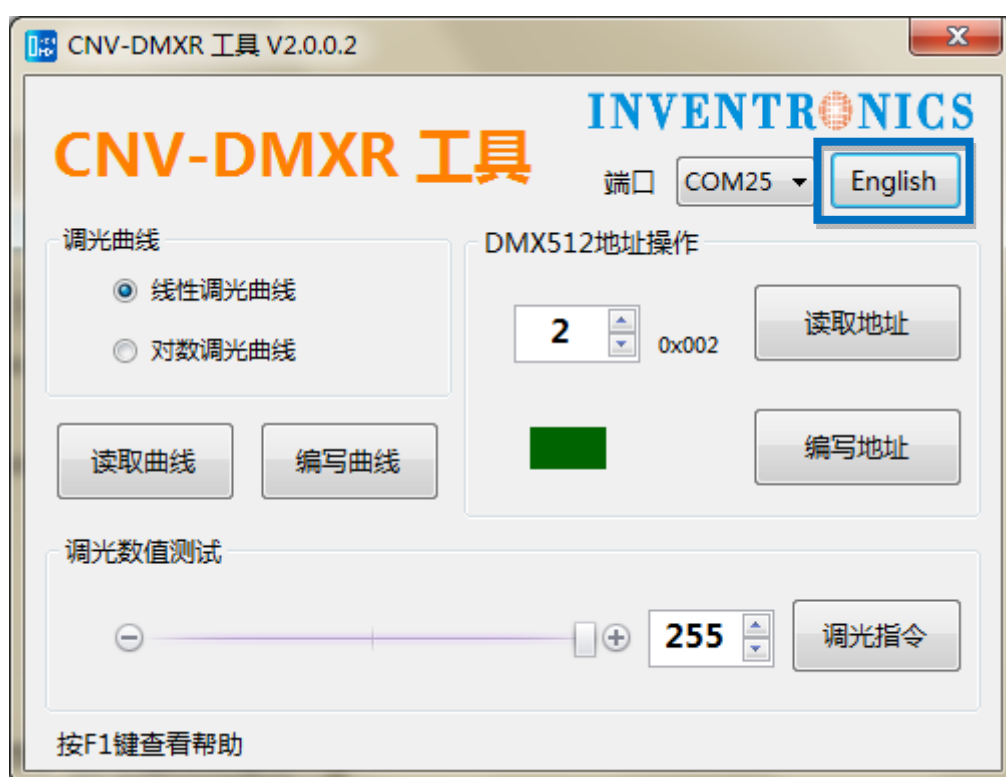 CNV-DMXR 工具 V2.0.0.2
INVENTRONICS
CNV-DMXR 工具
端口 COM25 English
调光曲线
线性调光曲线
对数调光曲线
读取曲线 编写曲线
DMX512地址操作
2 0x002 读取地址
编写地址
调光数值测试
255 调光指令
按F1键查看帮助